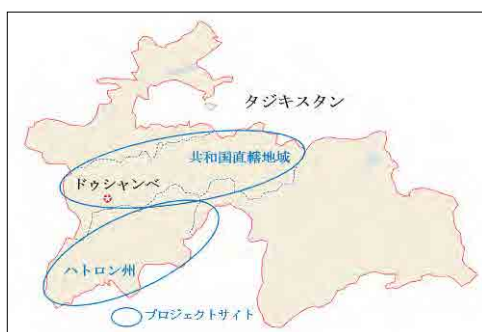 タジキスタン
共和国直轄地域
ドゥシャンベ
ハトロン州
プロジェクトサイト